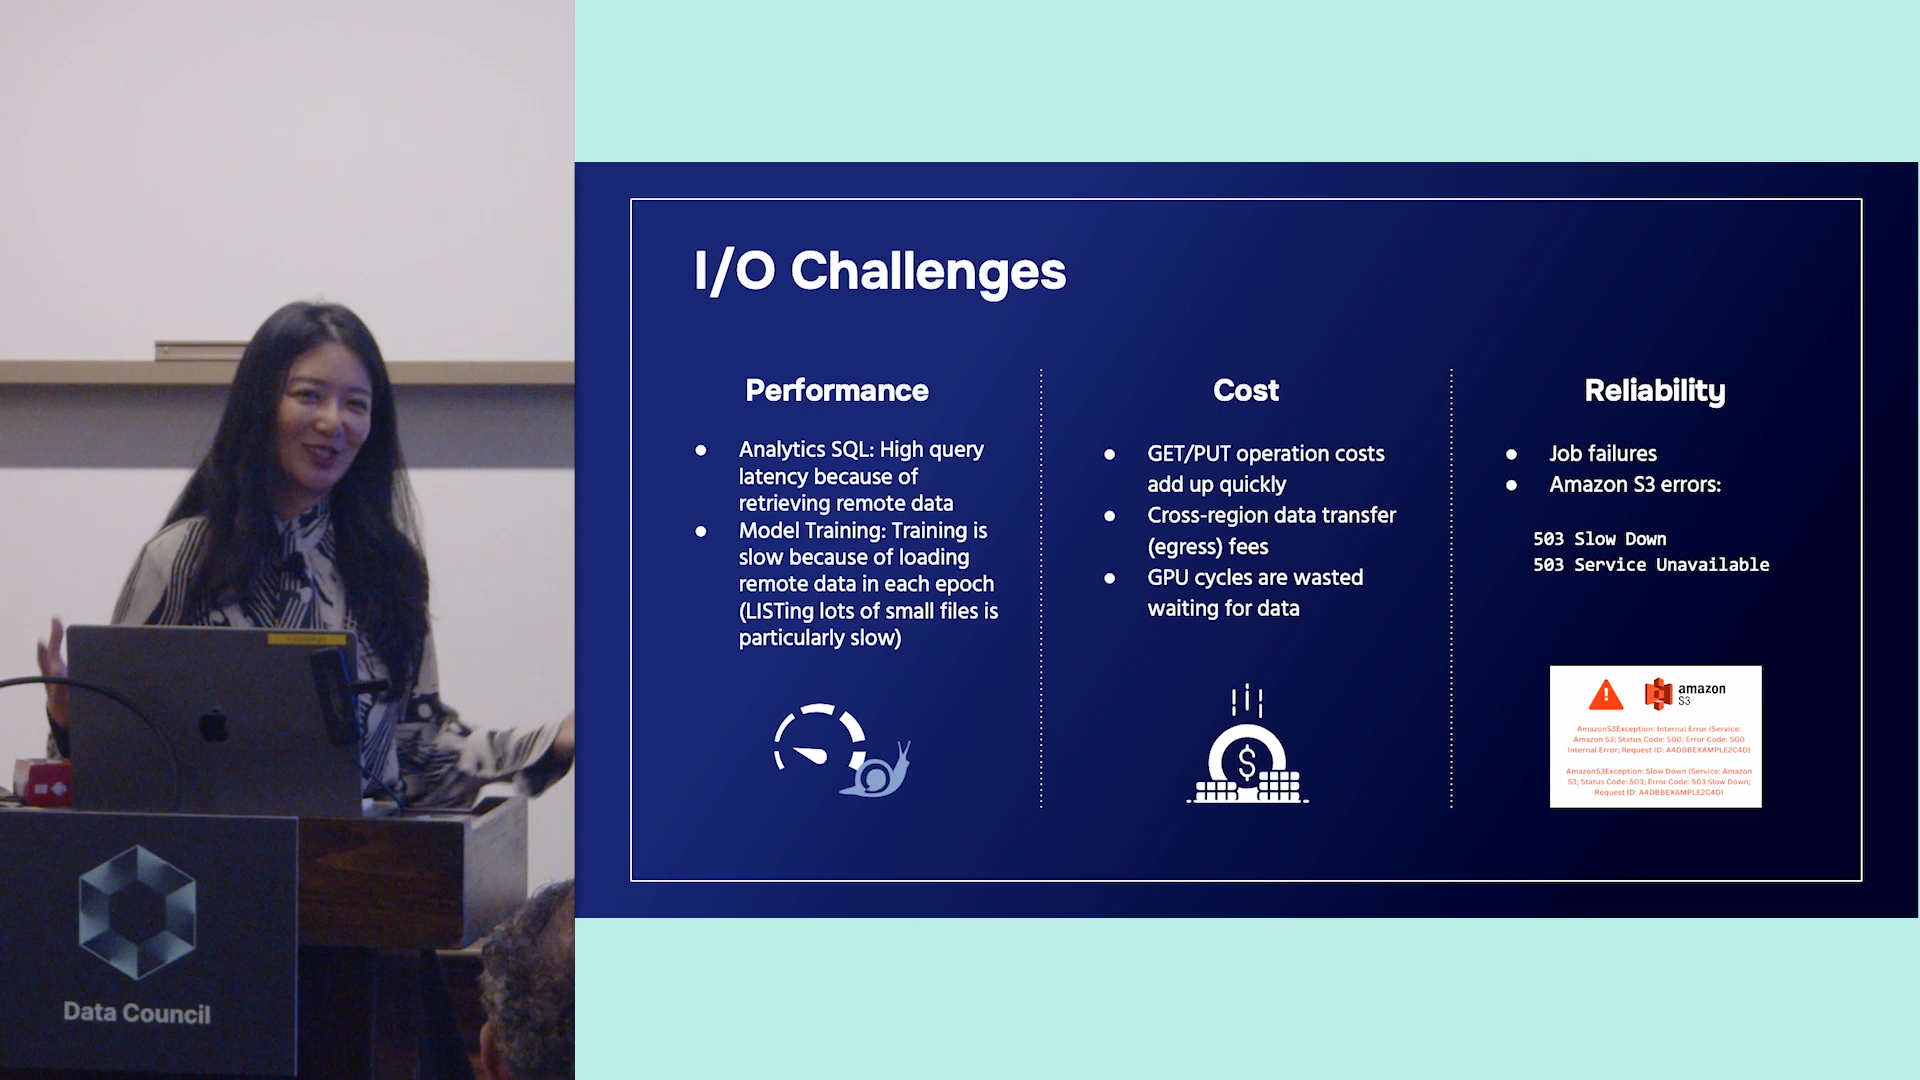 I/O Challenges
Performance
● Analytics SQL: High query
latency because of
retrieving remote data
● Model Training: Training is
slow because of loading
remote data in each epoch
(LISTing lots of small files is
particularly slow)
Cost
● GET/PUT operation costs
add up quickly
● Cross-region data transfer
(egress) fees
● GPU cycles are wasted
waiting for data
$
Reliability
● Job failures
● Amazon S3 errors:
503 Slow Down
503 Service Unavailable
!
amazon
S3
AmazonS3Exception: Internal Error (Service:
Amazon S3; Status Code: 500; Error Code: 500
Internal Error; Request ID: A4DBBEXAMPLE2C4D)
AmazonS3Exception: Slow Down (Service: Amazon
S3; Status Code: 503; Error Code: 503 Slow Down;
Request ID: A4DBBEXAMPLE2C4D)
Data Council